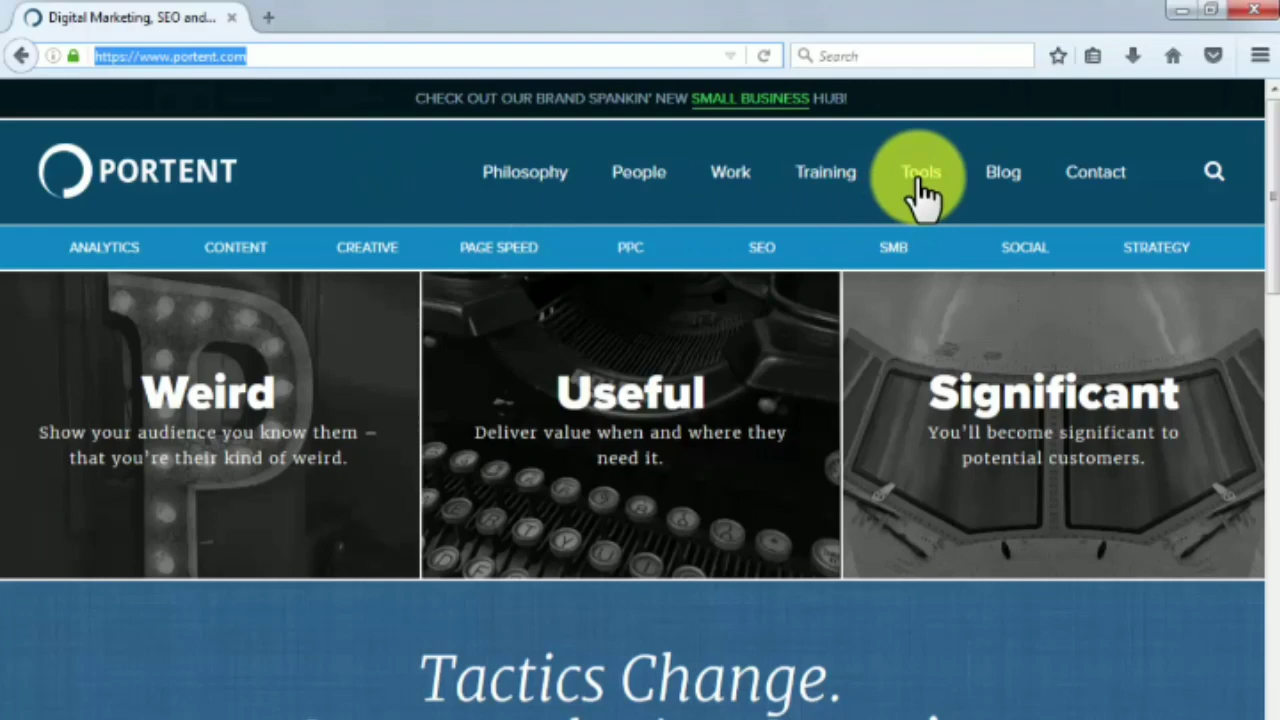 Digital Marketing, SEO and...
https://www.portent.com
Search
CHECK OUT OUR BRAND SPANKIN' NEW SMALL BUSINESS HUB!
PORTENT
Philosophy People Work Training Tools Blog Contact
ANALYTICS CONTENT CREATIVE PAGE SPEED PPC SEO SMB SOCIAL STRATEGY
Weird
Show your audience you know them –
that you're their kind of weird.
Useful
Deliver value when and where they
need it.
Significant
You'll become significant to
potential customers.
Tactics Change.